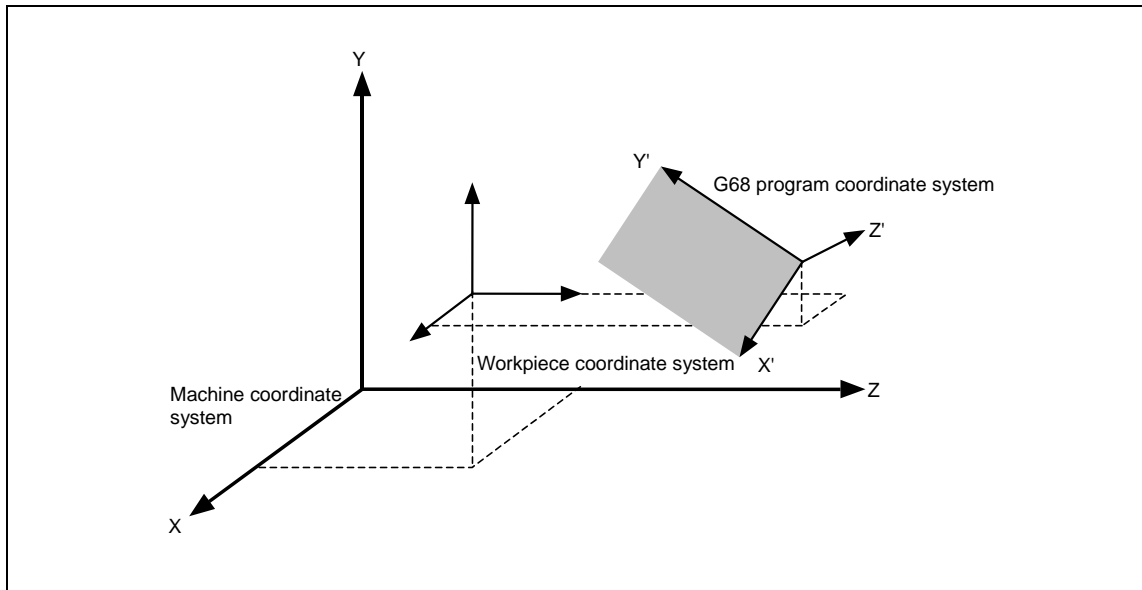 Y
Y'
G68 program coordinate system
Z'
Workpiece coordinate system
X'
Machine coordinate
system
Z
X